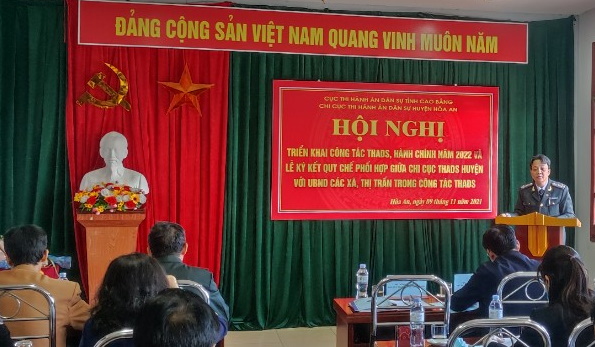 ĐẢNG CỘNG SẢN VIỆT NAM QUANG VINH MUÔN NĂM
CỤC THI HÀNH ÁN DÂN SỰ TỈNH CAO BẰNG
CHI CỤC THI HÀNH ÁN DÂN SỰ HUYỆN HÒA AN
HỘI NGHỊ
TRIỂN KHAI CÔNG TÁC THADS, HÀNH CHÍNH NĂM 2022 VÀ
LỄ KÝ KẾT QUY CHẾ PHỐI HỢP GIỮA CHI CỤC THADS HUYỆN
VỚI UBND CÁC XÃ, THỊ TRẤN TRONG CÔNG TÁC THADS
Hòa An, ngày 09 tháng 11 năm 2021